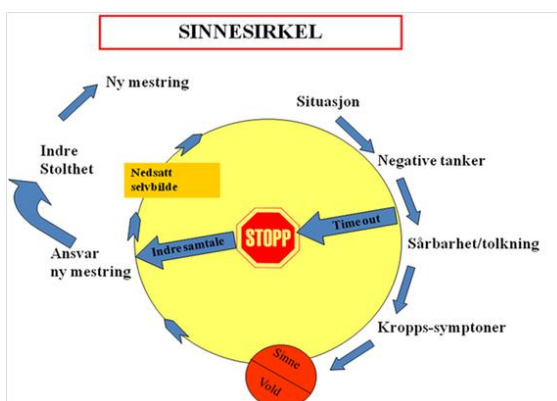 SINNESIRKEL
Ny mestring
Situasjon
Indre
Stolthet
Nedsatt
selvbilde
Negative tanker
Time out
STOPP
Indre samtale
Sårbarhet/tolkning
Ansvar
ny mestring
Kropps-symptoner
Sinne
Vold